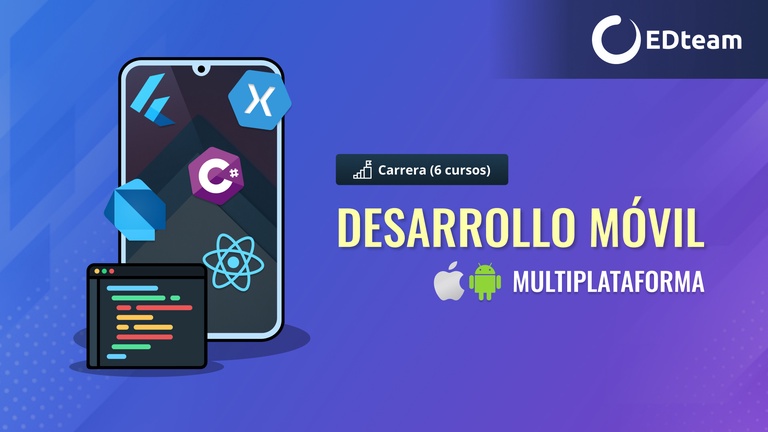 EDteam
Carrera (6 cursos)
DESARROLLO MÓVIL
MULTIPLATAFORMA
C#